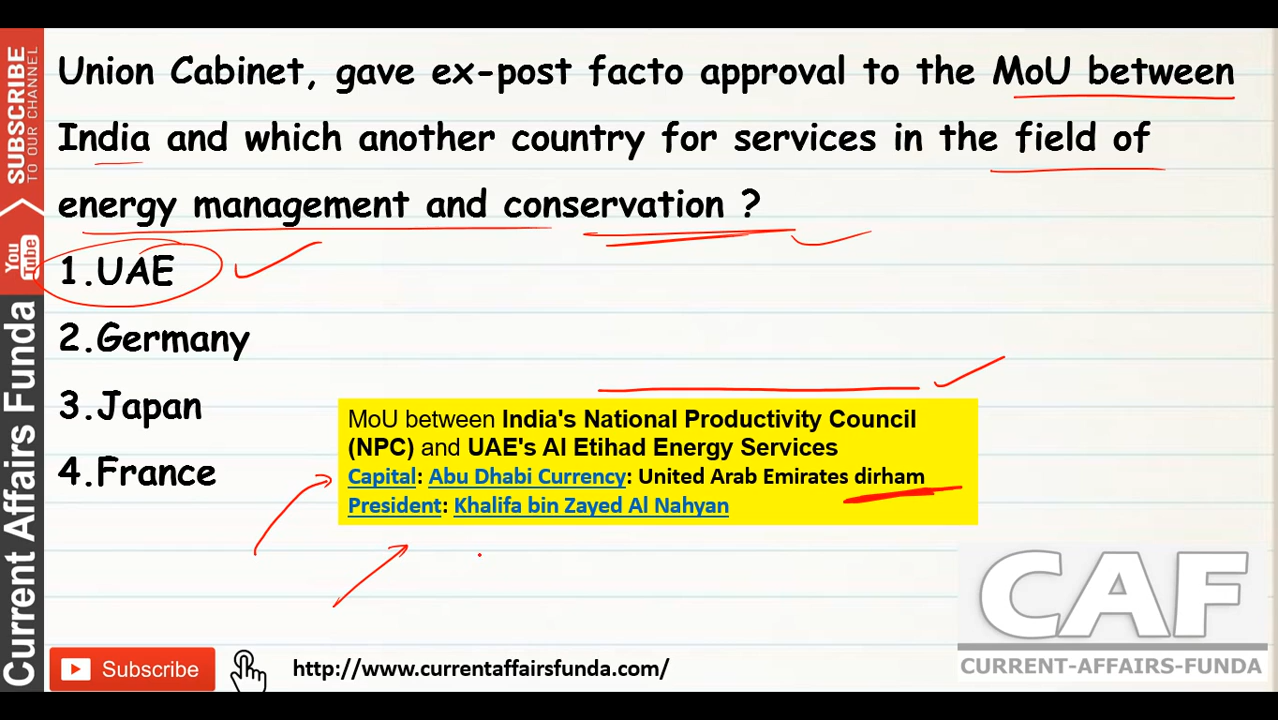 Union Cabinet, gave ex-post facto approval to the MoU between
India and which another country for services in the field of
energy management and conservation ?
1.UAE
2.Germany
3.Japan
4.France
MoU between India's National Productivity Council
(NPC) and UAE's Al Etihad Energy Services
Capital: Abu Dhabi Currency: United Arab Emirates dirham
President: Khalifa bin Zayed Al Nahyan
SUBSCRIBE
TO OUR CHANNEL
You
Tube
Current Affairs Funda
CAF
CURRENT-AFFAIRS-FUNDA
Subscribe
http://www.currentaffairsfunda.com/